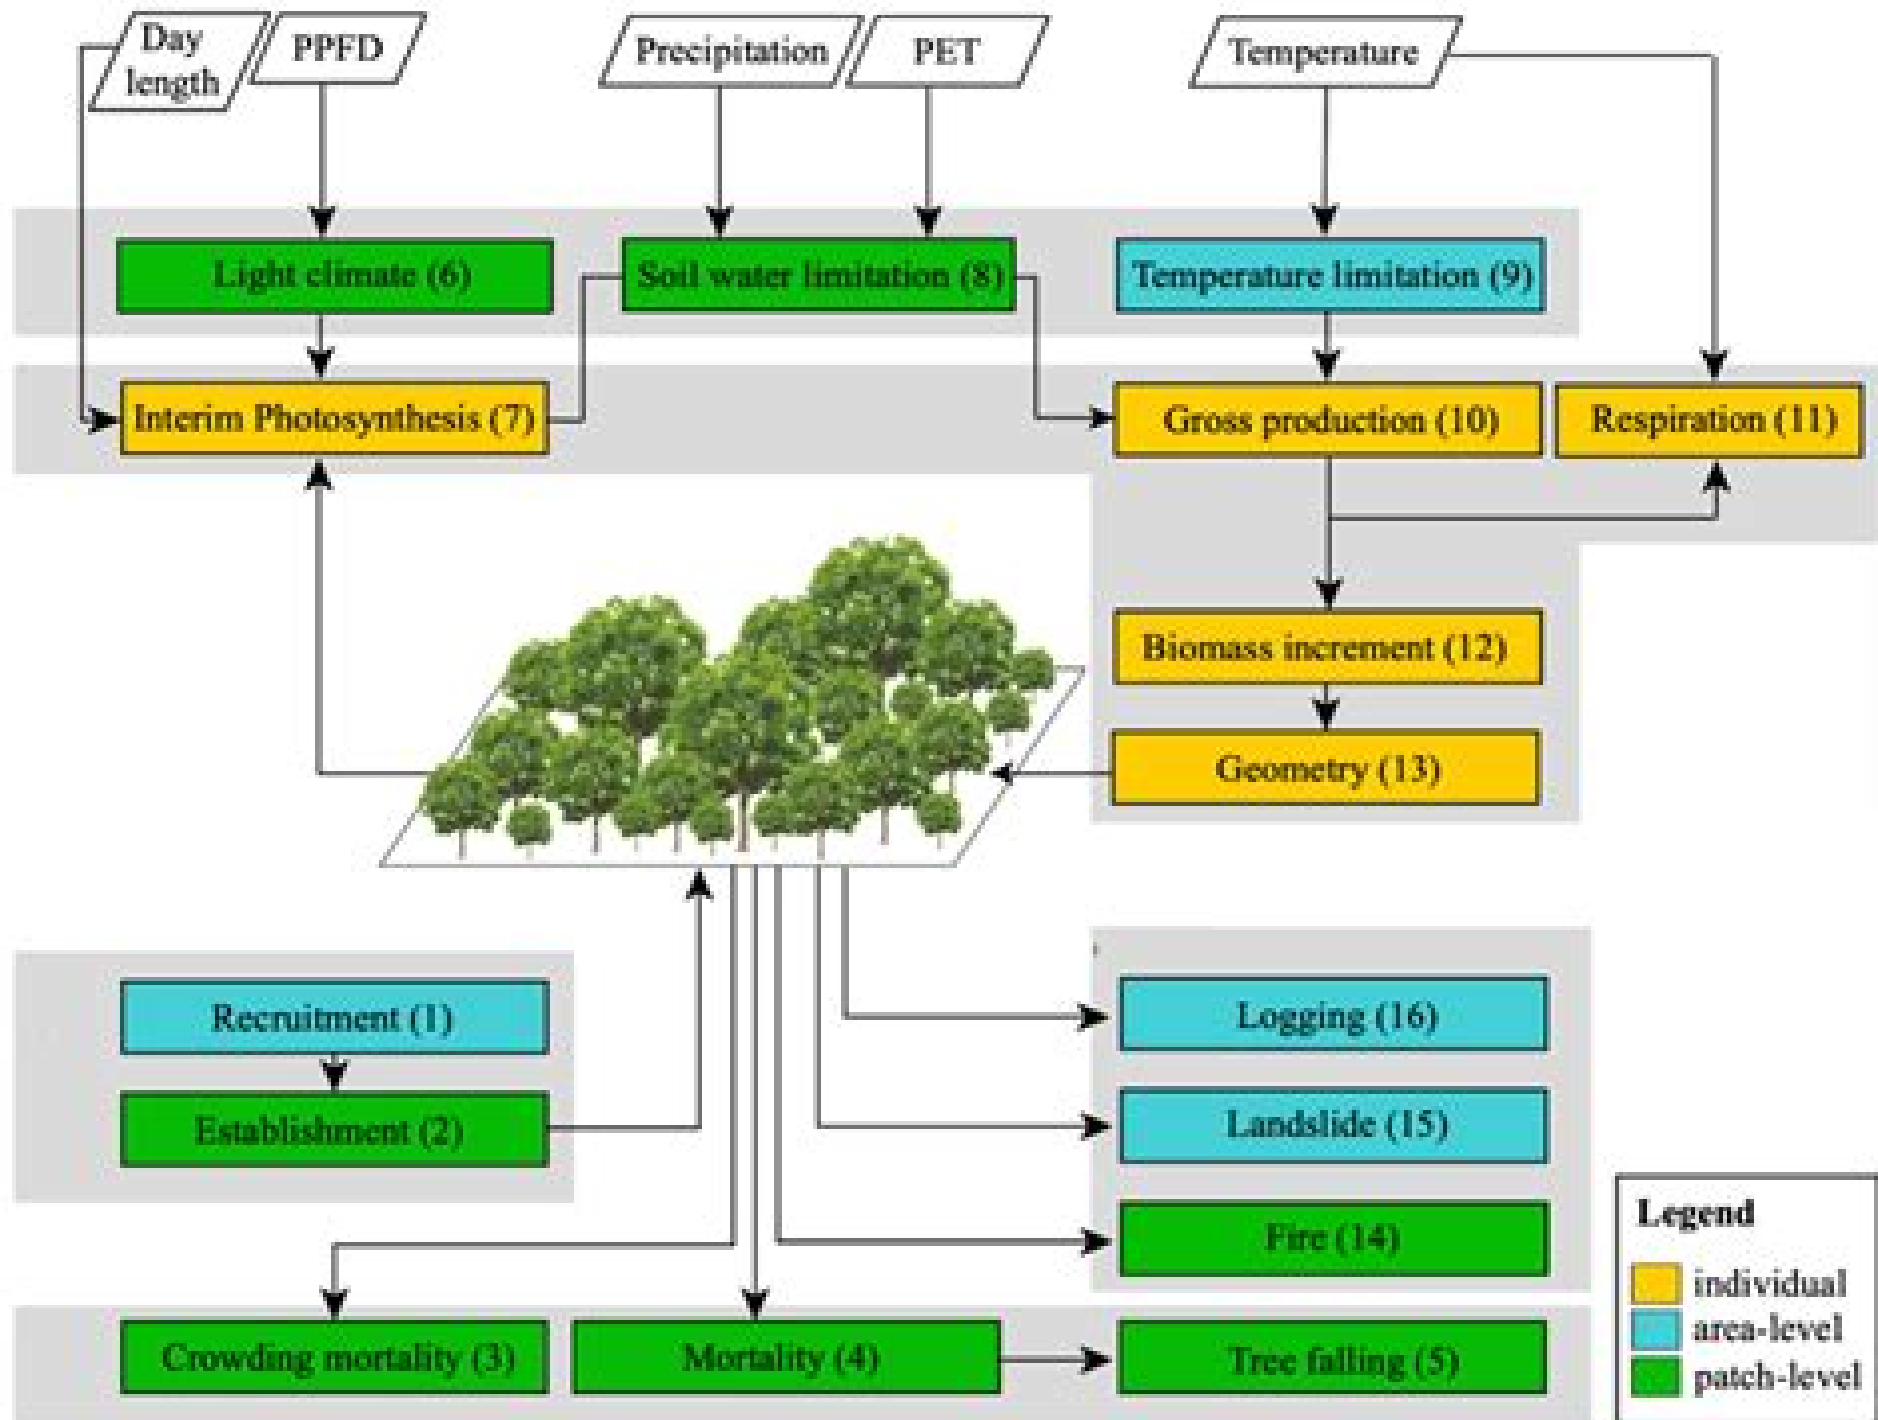 Day
length
PPFD
Precipitation
PET
Temperature
Light climate (6)
Soil water limitation (8)
Temperature limitation (9)
Interim Photosynthesis (7)
Gross production (10)
Respiration (11)
Biomass increment (12)
Geometry (13)
Recruitment (1)
Establishment (2)
Logging (16)
Landslide (15)
Fire (14)
Crowding mortality (3)
Mortality (4)
Tree falling (5)
Legend
individual
area-level
patch-level